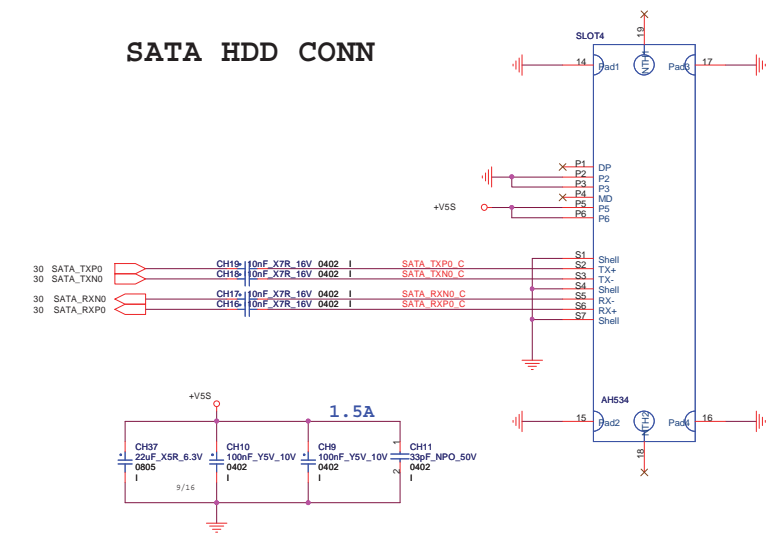 SATA HDD CONN
SLOT4
19
NTH1
14 Pad1
Pad3 17
P1 DP
P2 P2
P3 P3
P4 MD
+V5S P5 P5
P6 P6
S1 Shell
30 SATA_TXP0 CH19 10nF_X7R_16V 0402 I SATA_TXP0_C S2 TX+
30 SATA_TXN0 CH18 10nF_X7R_16V 0402 I SATA_TXN0_C S3 TX-
S4 Shell
30 SATA_RXN0 CH17 10nF_X7R_16V 0402 I SATA_RXN0_C S5 RX-
30 SATA_RXP0 CH16 10nF_X7R_16V 0402 I SATA_RXP0_C S6 RX+
S7 Shell
AH534
15 Pad2
Pad4 16
NTH2
18
+V5S
1.5A
CH37
22uF_X5R_6.3V
0805
I
9/16
CH10
100nF_Y5V_10V
0402
I
CH9
100nF_Y5V_10V
0402
I
1
2
CH11
33pF_NPO_50V
0402
I